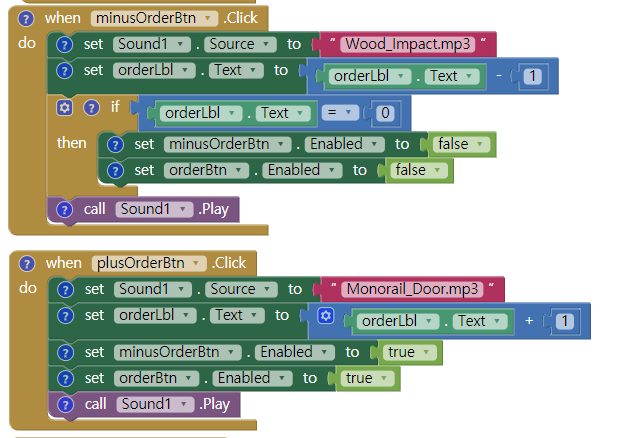 ? when minusOrderBtn .Click
do ? set Sound1 . Source to " Wood_Impact.mp3 "
? set orderLbl . Text to orderLbl . Text - 1
? if orderLbl . Text = 0
then ? set minusOrderBtn . Enabled to false
? set orderBtn . Enabled to false
? call Sound1 .Play
? when plusOrderBtn .Click
do ? set Sound1 . Source to " Monorail_Door.mp3 "
? set orderLbl . Text to orderLbl . Text + 1
? set minusOrderBtn . Enabled to true
? set orderBtn . Enabled to true
? call Sound1 .Play